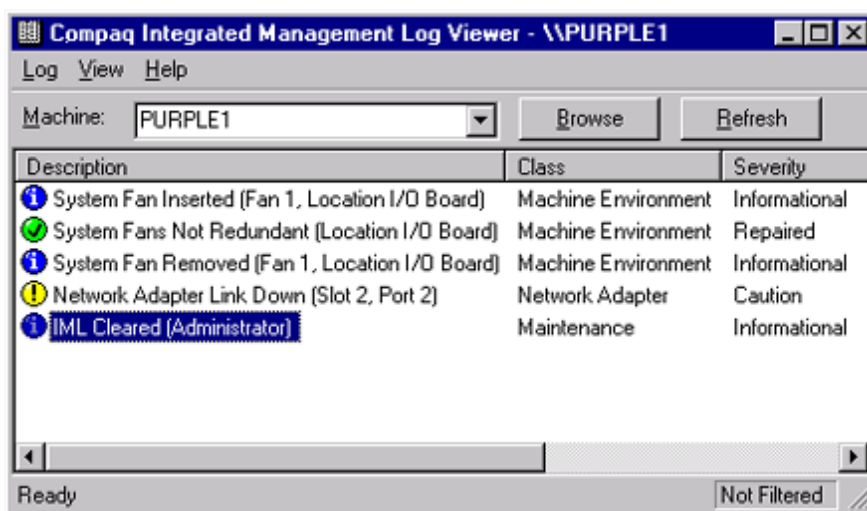 Compaq Integrated Management Log Viewer - \\PURPLE1
Log View Help
Machine: PURPLE1 Browse Refresh
Description Class Severity
System Fan Inserted (Fan 1, Location I/O Board) Machine Environment Informational
System Fans Not Redundant (Location I/O Board) Machine Environment Repaired
System Fan Removed (Fan 1, Location I/O Board) Machine Environment Informational
Network Adapter Link Down (Slot 2, Port 2) Network Adapter Caution
IML Cleared (Administrator) Maintenance Informational
Ready Not Filtered